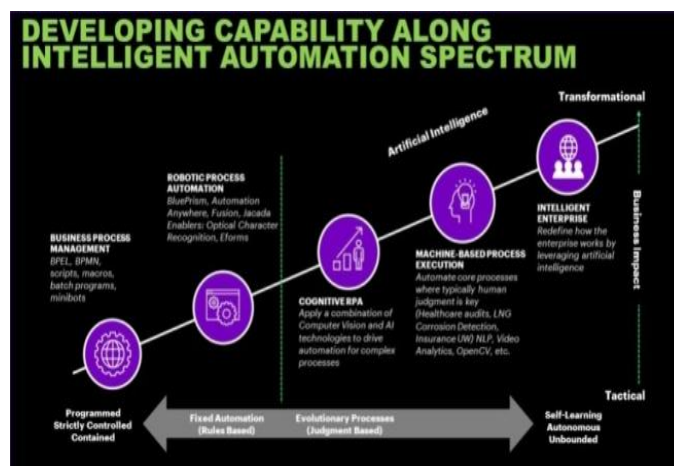 DEVELOPING CAPABILITY ALONG
INTELLIGENT AUTOMATION SPECTRUM
Transformational
Artificial Intelligence
ROBOTIC PROCESS
AUTOMATION
BluePrism, Automation
Anywhere, Fusion, Jacada
Enablers: Optical Character
Recognition, Eforms
BUSINESS PROCESS
MANAGEMENT
BPEL, BPMN,
scripts, macros,
batch programs,
minibots
INTELLIGENT
ENTERPRISE
Redefine how the
enterprise works by
leveraging artificial
intelligence
Business Impact
MACHINE-BASED PROCESS
EXECUTION
Automate core processes
where typically human
judgment is key
(Healthcare audits, LNG
Corrosion Detection,
Insurance UW) NLP, Video
Analytics, OpenCV, etc.
COGNITIVE RPA
Apply a combination of
Computer Vision and AI
technologies to drive
automation for complex
processes
Tactical
Programmed
Strictly Controlled
Contained
Fixed Automation
(Rules Based)
Evolutionary Processes
(Judgment Based)
Self-Learning
Autonomous
Unbounded